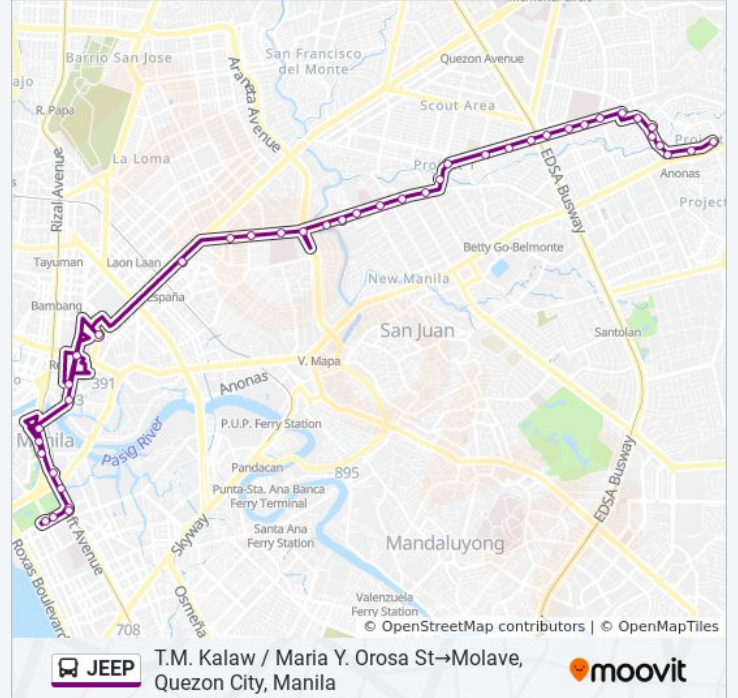 Barrio San Jose
San Francisco
del Monte
Quezon Avenue
ajo
Araneta Avenue
Scout Area
R. Papa
La Loma
Rizal Avenue
EDSA Busway
Anonas
Project
Tayuman
Laon Laan
Betty Go-Belmonte
New Manila
España
Bambang
San Juan
Santolan
V. Mapa
391
Anonas
Manila
P.U.P. Ferry Station
Pasig River
Pandacan
895
Punta-Sta. Ana Banca
Ferry Terminal
EDSA Busway
Skyway
Santa Ana
Ferry Station
Mandaluyong
ft Avenue
Roxas Boulevard
Osmeña
Valenzuela
Ferry Station
708
© OpenStreetMap contributors | © OpenMapTiles
JEEP
T.M. Kalaw / Maria Y. Orosa St→Molave,
Quezon City, Manila
moovit